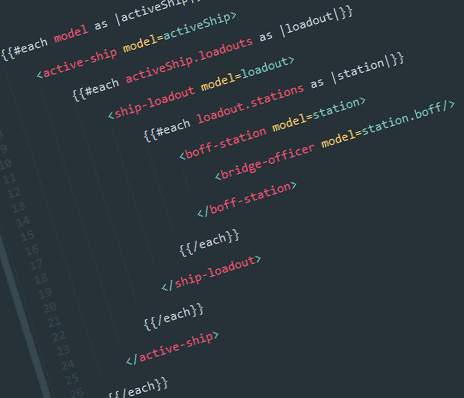 {{#each model as |activeShip|
<active-ship model=activeShip>
{{#each activeShip.loadouts as |loadout|}}
<ship-loadout model=loadout>
{{#each loadout.stations as |station|}}
<boff-station model=station>
<bridge-officer model=station.boff/>
</boff-station>
{{/each}}
</ship-loadout>
{{/each}}
</active-ship>
{{/each}}
8
9
10
11
12
13
14
15
16
17
18
19
20
21
22
23
24
25
26